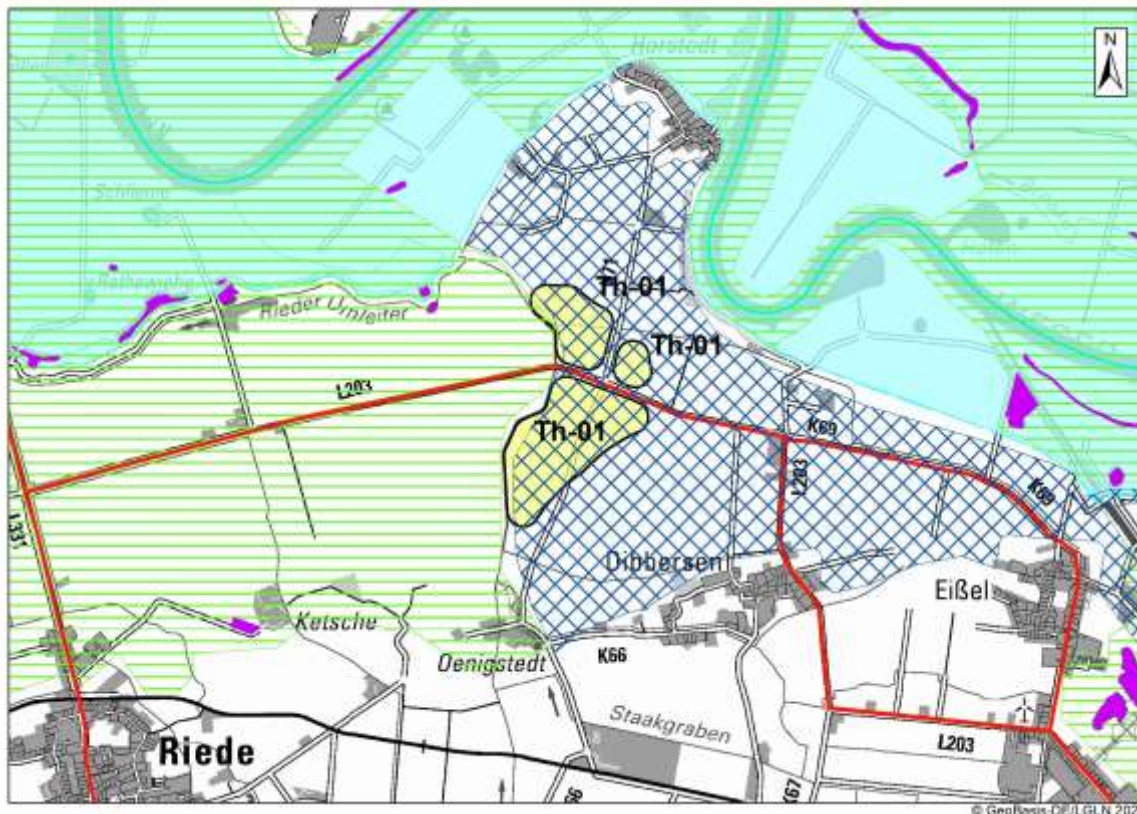 Horstedt
N
Schlieme
Th-01
Rieder
Th-01
L203
Th-01
K69
L203
K69
L331
Dibbersen
Eißel
Ketsche
Oenigstedt
K66
Staakgraben
Riede
L203
K67
© GeoBasis-DE/LGLN